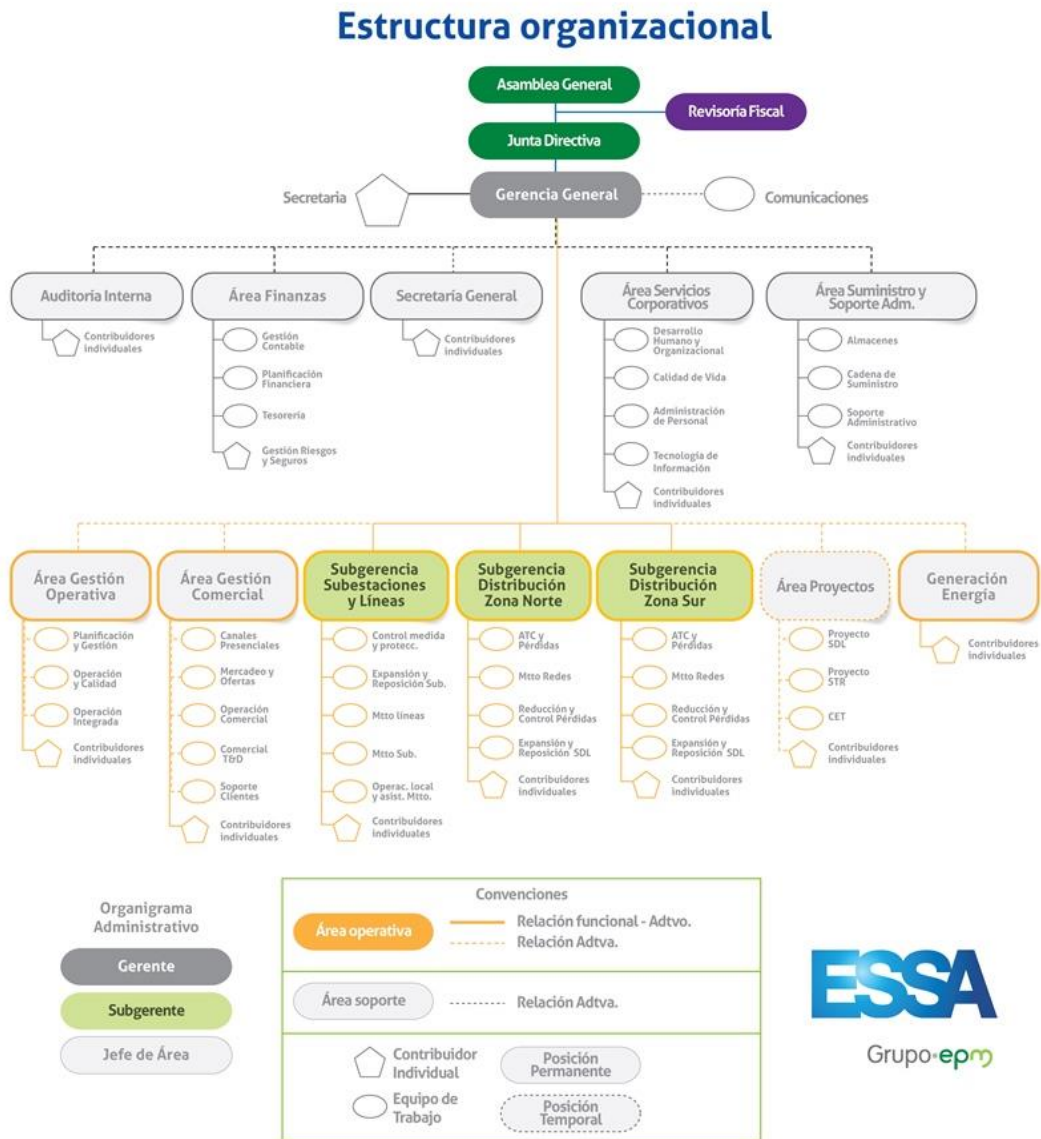 Estructura organizacional
Asamblea General
Revisoría Fiscal
Junta Directiva
Secretaria
Gerencia General
Comunicaciones
Auditoría Interna
Contribuidores
individuales
Área Finanzas
Gestión
Contable
Planificación
Financiera
Tesorería
Gestión Riesgos
y Seguros
Secretaría General
Contribuidores
individuales
Área Servicios
Corporativos
Desarrollo
Humano y
Organizacional
Calidad de Vida
Administración
de Personal
Tecnología de
Información
Contribuidores
individuales
Área Suministro y
Soporte Adm.
Almacenes
Cadena de
Suministro
Soporte
Administrativo
Contribuidores
individuales
Área Gestión
Operativa
Planificación
y Gestión
Operación
y Calidad
Operación
Integrada
Contribuidores
individuales
Área Gestión
Comercial
Canales
Presenciales
Mercadeo y
Ofertas
Operación
Comercial
Comercial
T&D
Soporte
Clientes
Contribuidores
individuales
Subgerencia
Subestaciones
y Líneas
Control medida
y protecc.
Expansión y
Reposición Sub.
Mtto líneas
Mtto Sub.
Operac. local
y asist. Mtto.
Contribuidores
individuales
Subgerencia
Distribución
Zona Norte
ATC y
Pérdidas
Mtto Redes
Reducción y
Control Pérdidas
Expansión y
Reposición SDL
Contribuidores
individuales
Subgerencia
Distribución
Zona Sur
ATC y
Pérdidas
Mtto Redes
Reducción y
Control Pérdidas
Expansión y
Reposición SDL
Contribuidores
individuales
Área Proyectos
Proyecto
SDL
Proyecto
STR
CET
Contribuidores
individuales
Generación
Energía
Contribuidores
individuales
Organigrama
Administrativo
Gerente
Subgerente
Jefe de Área
Convenciones
Área operativa
Relación funcional - Adtvo.
Relación Adtva.
Área soporte
Relación Adtva.
Contribuidor
Individual
Posición
Permanente
Equipo de
Trabajo
Posición
Temporal
ESSA
Grupo·epm